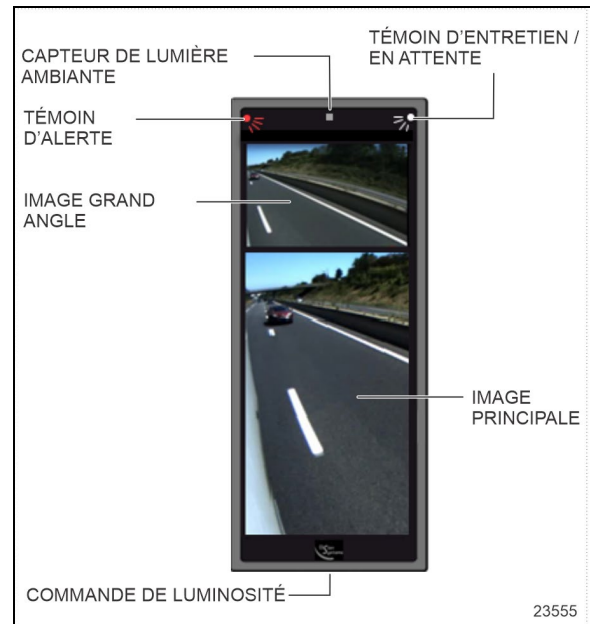 CAPTEUR DE LUMIÈRE
AMBIANTE
TÉMOIN D'ENTRETIEN /
EN ATTENTE
TÉMOIN
D'ALERTE
IMAGE GRAND
ANGLE
IMAGE
PRINCIPALE
COMMANDE DE LUMINOSITÉ
23555